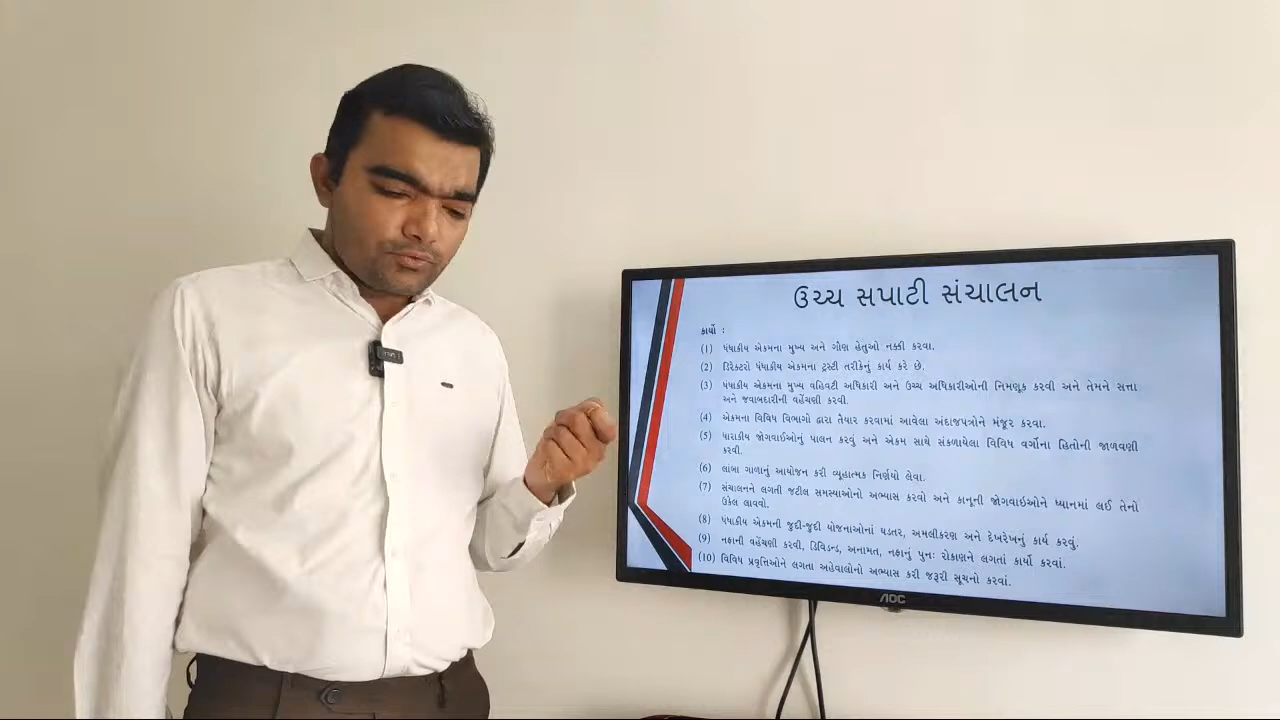 ઉચ્ચ સપાટી સંચાલન
કાર્યો :
(1) ધંધાકીય એકમના મુખ્ય અને ગૌણ હેતુઓ નક્કી કરવા.
(2) ડિરેક્ટરો ધંધાકીય એકમના ટ્રસ્ટી તરીકેનું કાર્ય કરે છે.
(3) ધંધાકીય એકમના મુખ્ય વહિવટી અધિકારી અને ઉચ્ચ અધિકારીઓની નિમણૂક કરવી અને તેમને સત્તા
અને જવાબદારીની વહેંચણી કરવી.
(4) એકમના વિવિધ વિભાગો દ્વારા તૈયાર કરવામાં આવેલા અંદાજપત્રોને મંજૂર કરવા.
(5) ધારાકીય જોગવાઈઓનું પાલન કરવું અને એકમ સાથે સંકળાયેલા વિવિધ વર્ગોના હિતોની જાળવણી
કરવી.
(6) લાંબા ગાળાનું આયોજન કરી વ્યૂહાત્મક નિર્ણયો લેવા.
(7) સંચાલનને લગતી જટીલ સમસ્યાઓનો અભ્યાસ કરવો અને કાનૂની જોગવાઇઓને ધ્યાનમાં લઈ તેનો
ઉકેલ લાવવો.
(8) ધંધાકીય એકમની જુદી-જુદી યોજનાઓનાં ઘડતર, અમલીકરણ અને દેખરેખનું કાર્ય કરવું.
(9) નફાની વહેંચણી કરવી, ડિવિડન્ડ, અનામત, નફાનું પુનઃ રોકાણને લગતાં કાર્યો કરવાં.
(10) વિવિધ પ્રવૃત્તિઓને લગતા અહેવાલોનો અભ્યાસ કરી જરૂરી સૂચનો કરવાં.
AOC